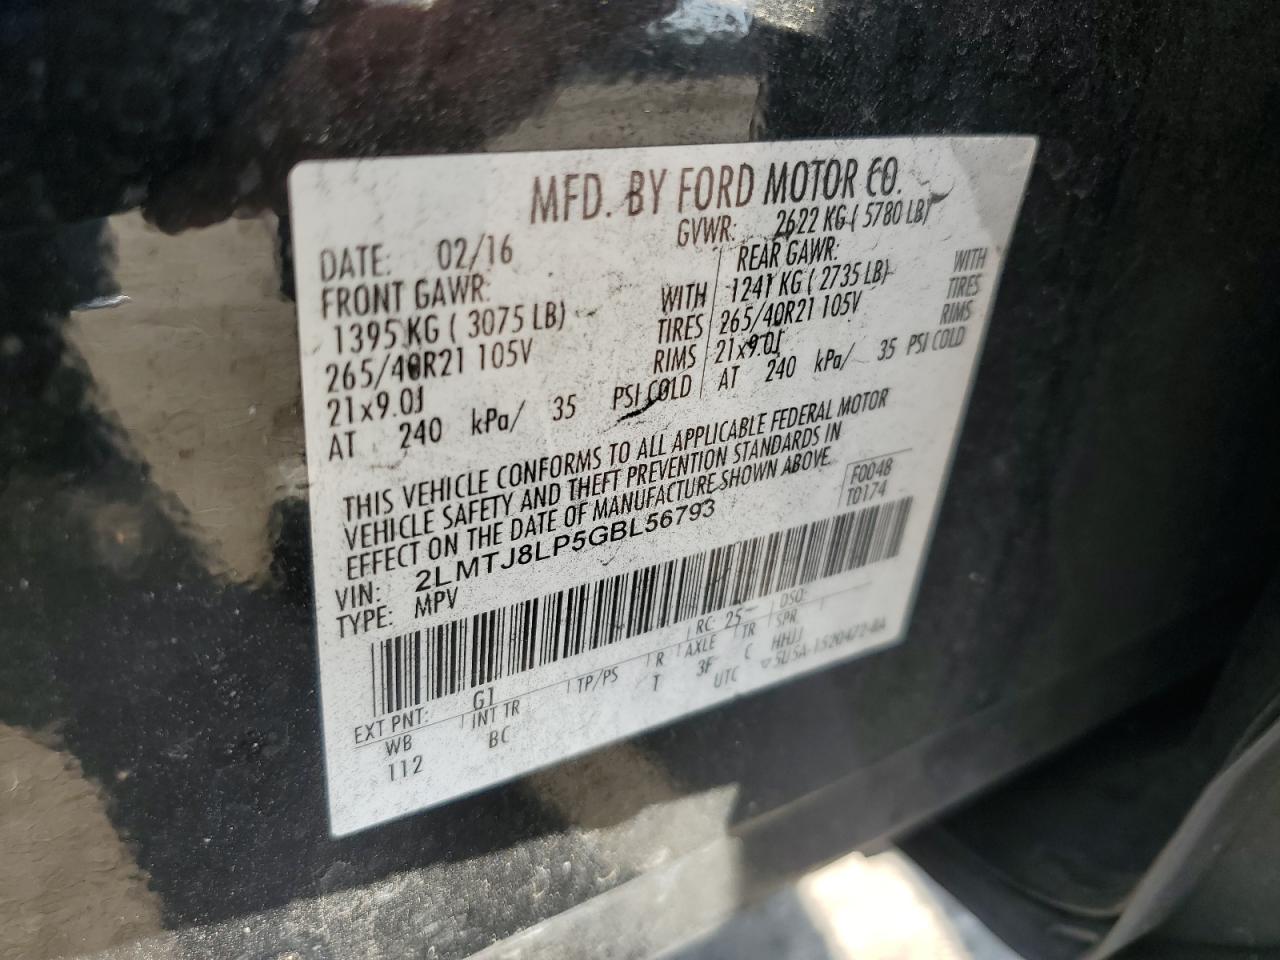 MFD. BY FORD MOTOR CO.
DATE: 02/16 GVWR: 2622 KG ( 5780 LB)
FRONT GAWR: REAR GAWR:
1395 KG ( 3075 LB) WITH 1241 KG ( 2735 LB) WITH
265/40R21 105V TIRES 265/40R21 105V TIRES
21x9.0J RIMS 21x9.0J RIMS
AT 240 kPa/ 35 PSI COLD AT 240 kPa/ 35 PSI COLD
THIS VEHICLE CONFORMS TO ALL APPLICABLE FEDERAL MOTOR
VEHICLE SAFETY AND THEFT PREVENTION STANDARDS IN
EFFECT ON THE DATE OF MANUFACTURE SHOWN ABOVE.
VIN: 2LMTJ8LP5GBL56793 F0048
TYPE: MPV T0174
EXT PNT: G1 RC: 25 DSO:
WB INT TR TP/PS R AXLE TR SPR
112 BC T 3F C HHJJ
UTC ▽5U5A-1520472-AA